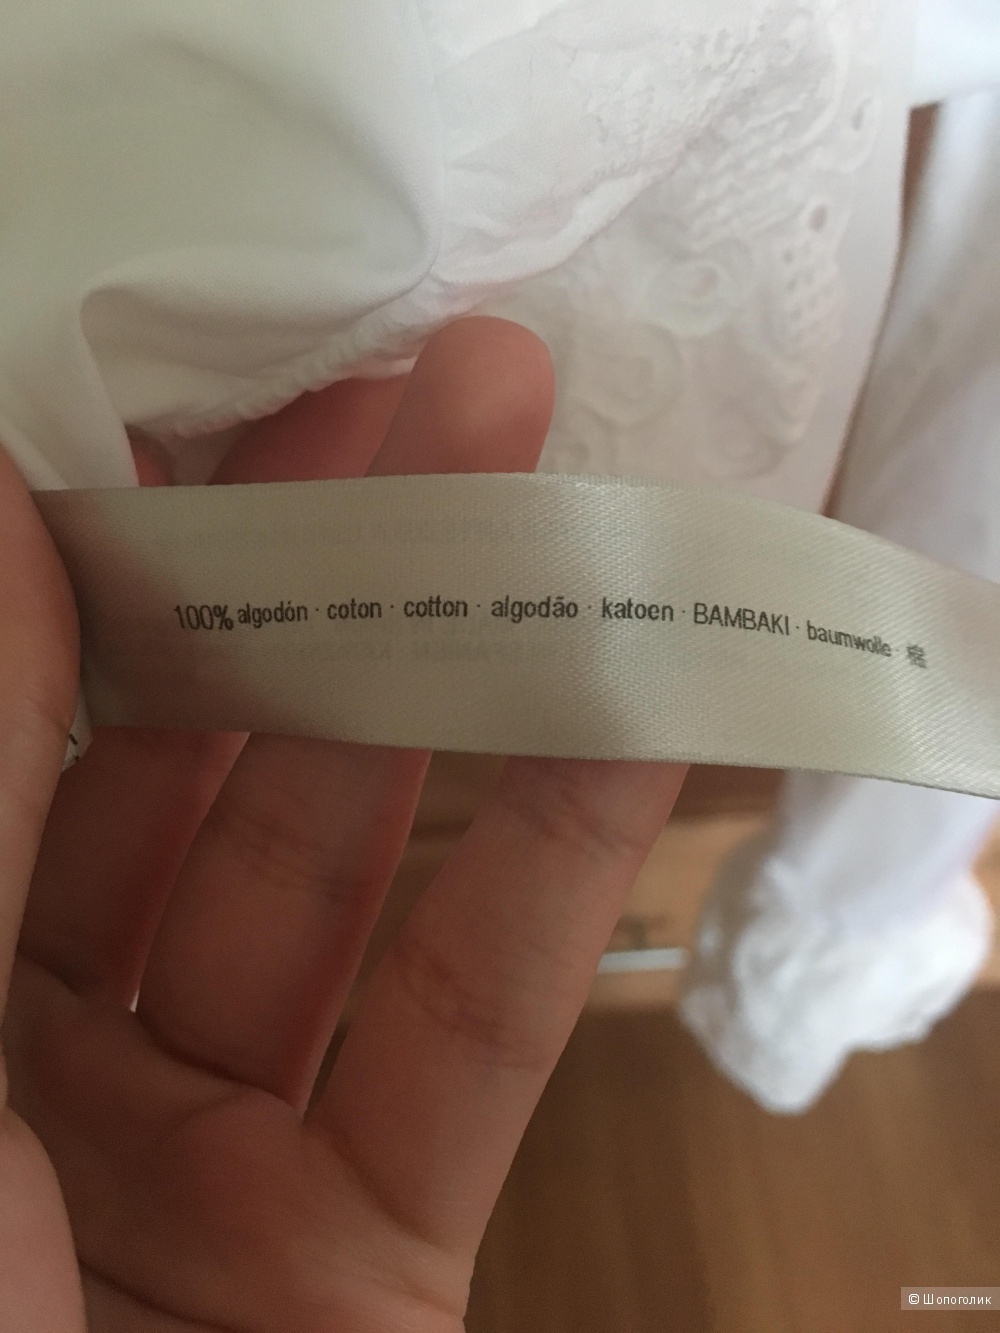 100% algodón · coton · cotton · algodão · katoen · BAMBAKI · baumwolle · 棉
© Шопоголик